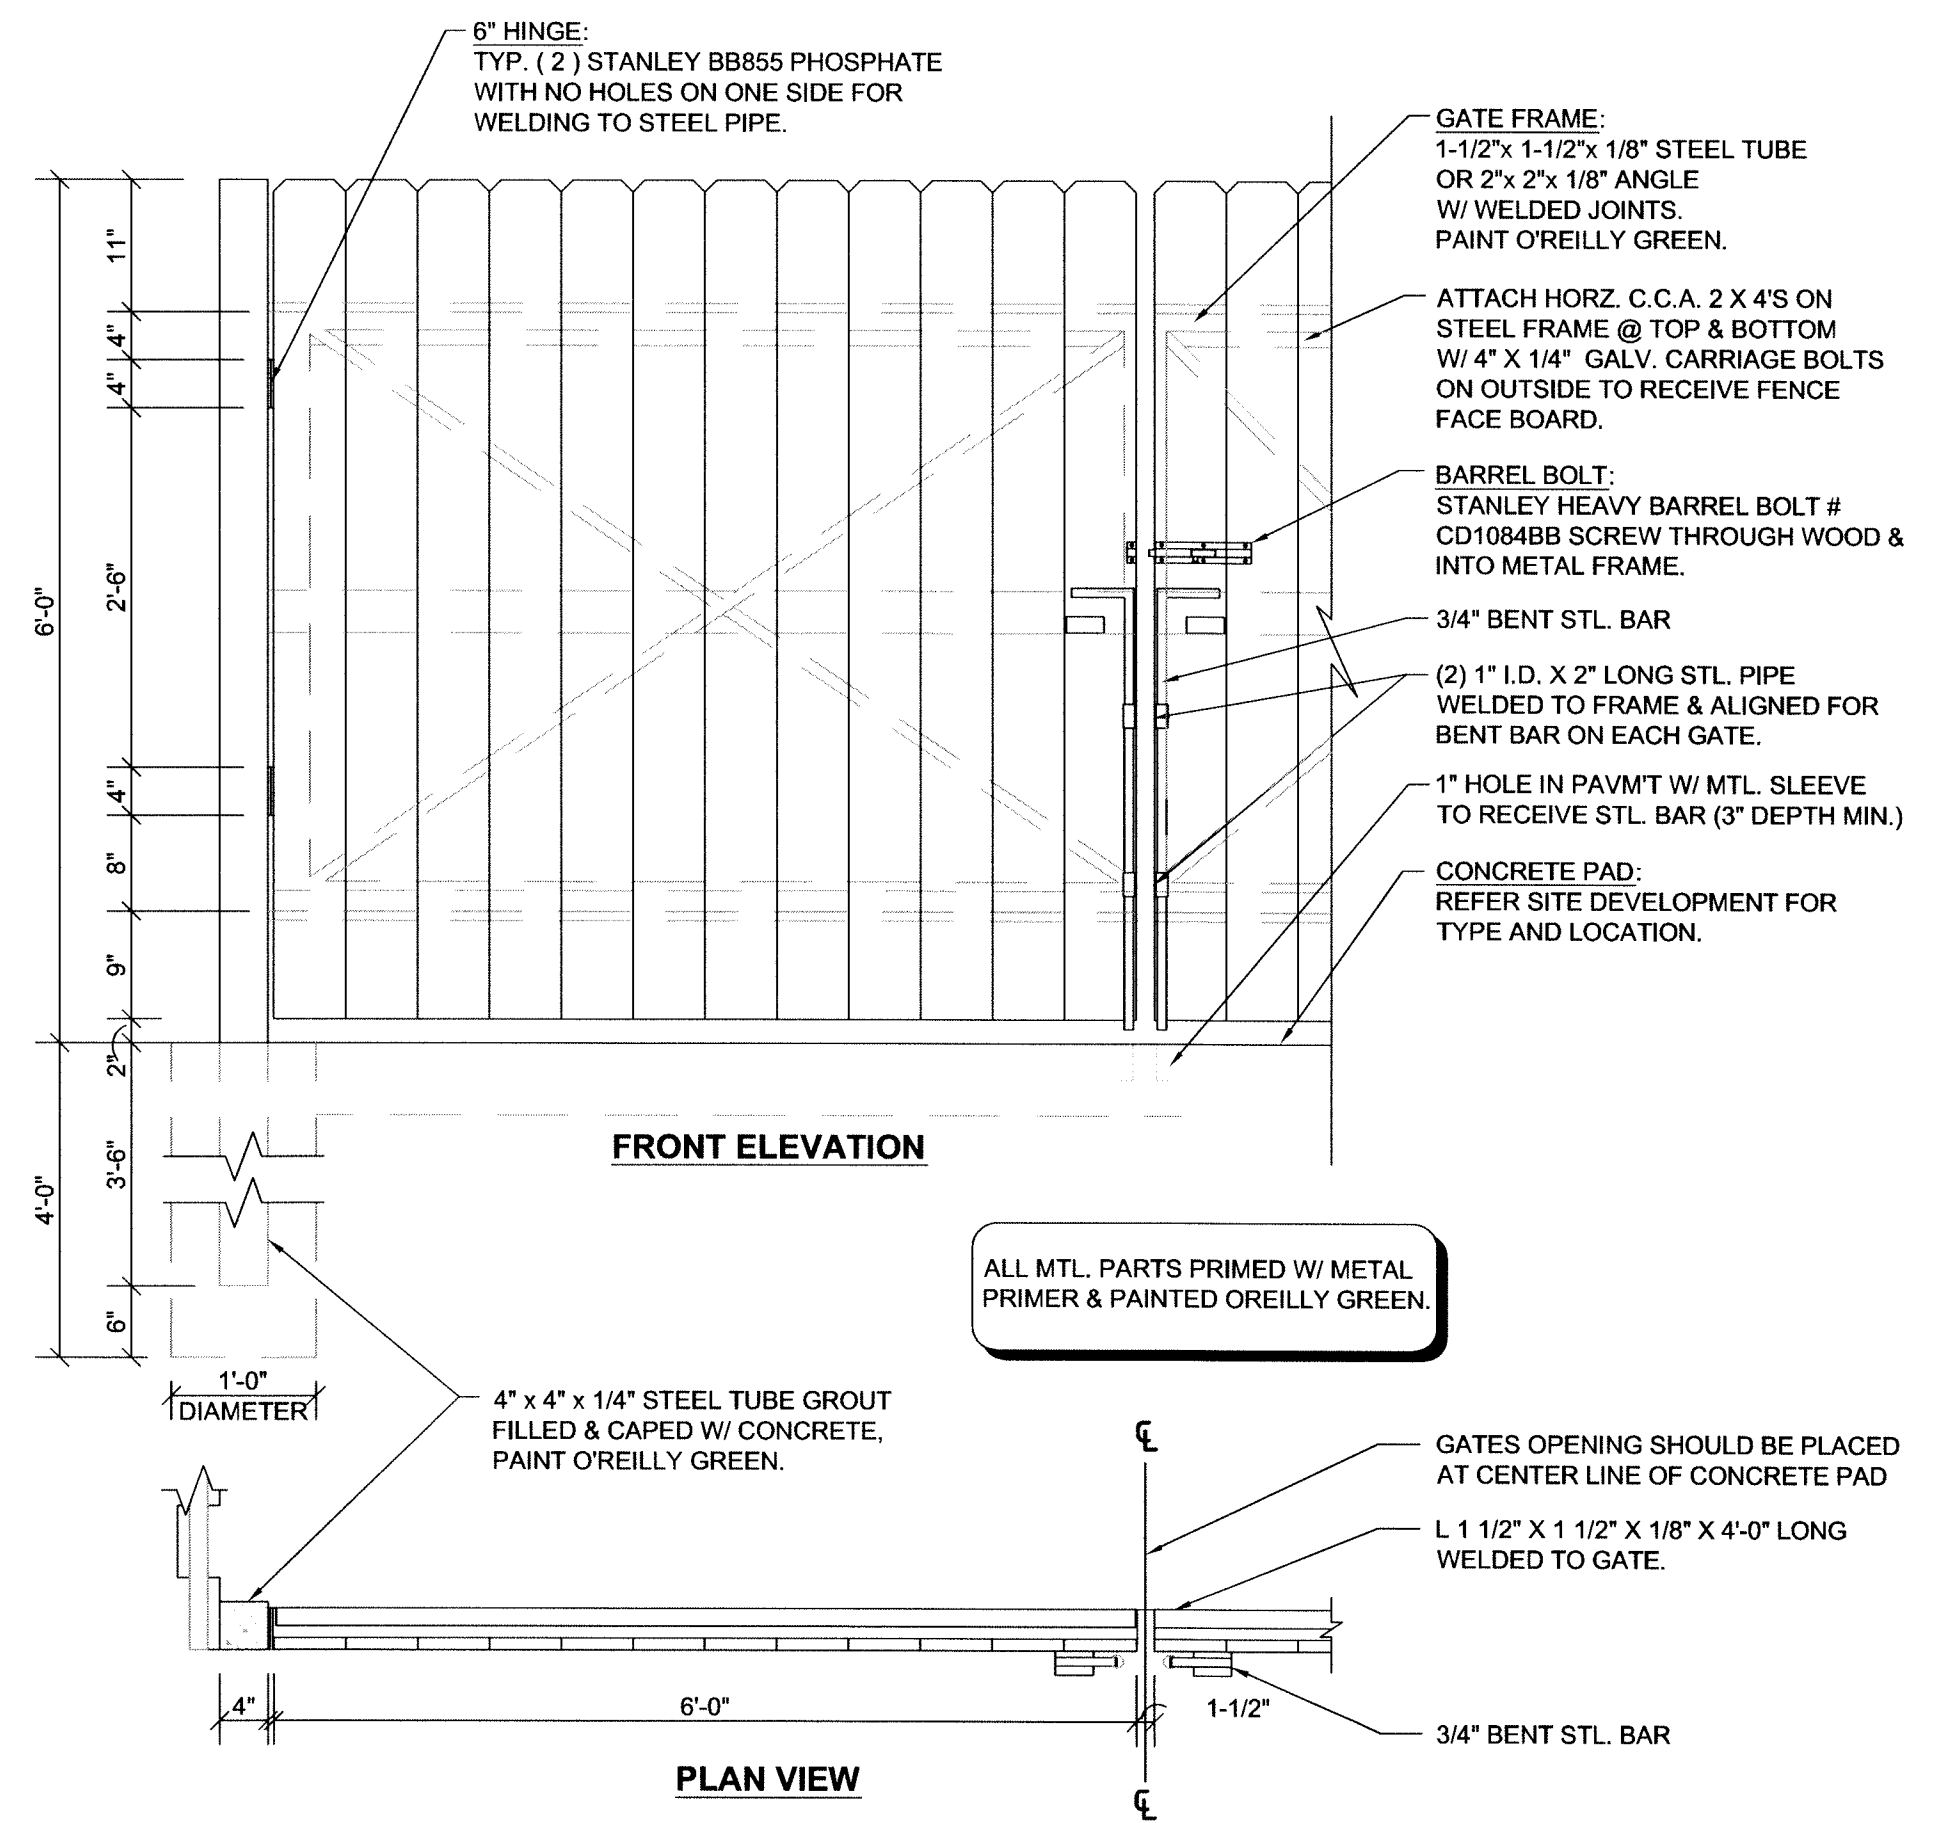 6" HINGE:
TYP. ( 2 ) STANLEY BB855 PHOSPHATE
WITH NO HOLES ON ONE SIDE FOR
WELDING TO STEEL PIPE.
GATE FRAME:
1-1/2"x 1-1/2"x 1/8" STEEL TUBE
OR 2"x 2"x 1/8" ANGLE
W/ WELDED JOINTS.
PAINT O'REILLY GREEN.
ATTACH HORZ. C.C.A. 2 X 4'S ON
STEEL FRAME @ TOP & BOTTOM
W/ 4" X 1/4" GALV. CARRIAGE BOLTS
ON OUTSIDE TO RECEIVE FENCE
FACE BOARD.
BARREL BOLT:
STANLEY HEAVY BARREL BOLT #
CD1084BB SCREW THROUGH WOOD &
INTO METAL FRAME.
3/4" BENT STL. BAR
(2) 1" I.D. X 2" LONG STL. PIPE
WELDED TO FRAME & ALIGNED FOR
BENT BAR ON EACH GATE.
1" HOLE IN PAVM'T W/ MTL. SLEEVE
TO RECEIVE STL. BAR (3" DEPTH MIN.)
CONCRETE PAD:
REFER SITE DEVELOPMENT FOR
TYPE AND LOCATION.
6'-0"
11"
4"
4"
2'-6"
4"
8"
9"
2"
4'-0"
3'-6"
6"
1'-0"
DIAMETER
FRONT ELEVATION
ALL MTL. PARTS PRIMED W/ METAL
PRIMER & PAINTED OREILLY GREEN.
4" x 4" x 1/4" STEEL TUBE GROUT
FILLED & CAPED W/ CONCRETE,
PAINT O'REILLY GREEN.
℄
GATES OPENING SHOULD BE PLACED
AT CENTER LINE OF CONCRETE PAD
L 1 1/2" X 1 1/2" X 1/8" X 4'-0" LONG
WELDED TO GATE.
4"
6'-0"
1-1/2"
3/4" BENT STL. BAR
PLAN VIEW
℄